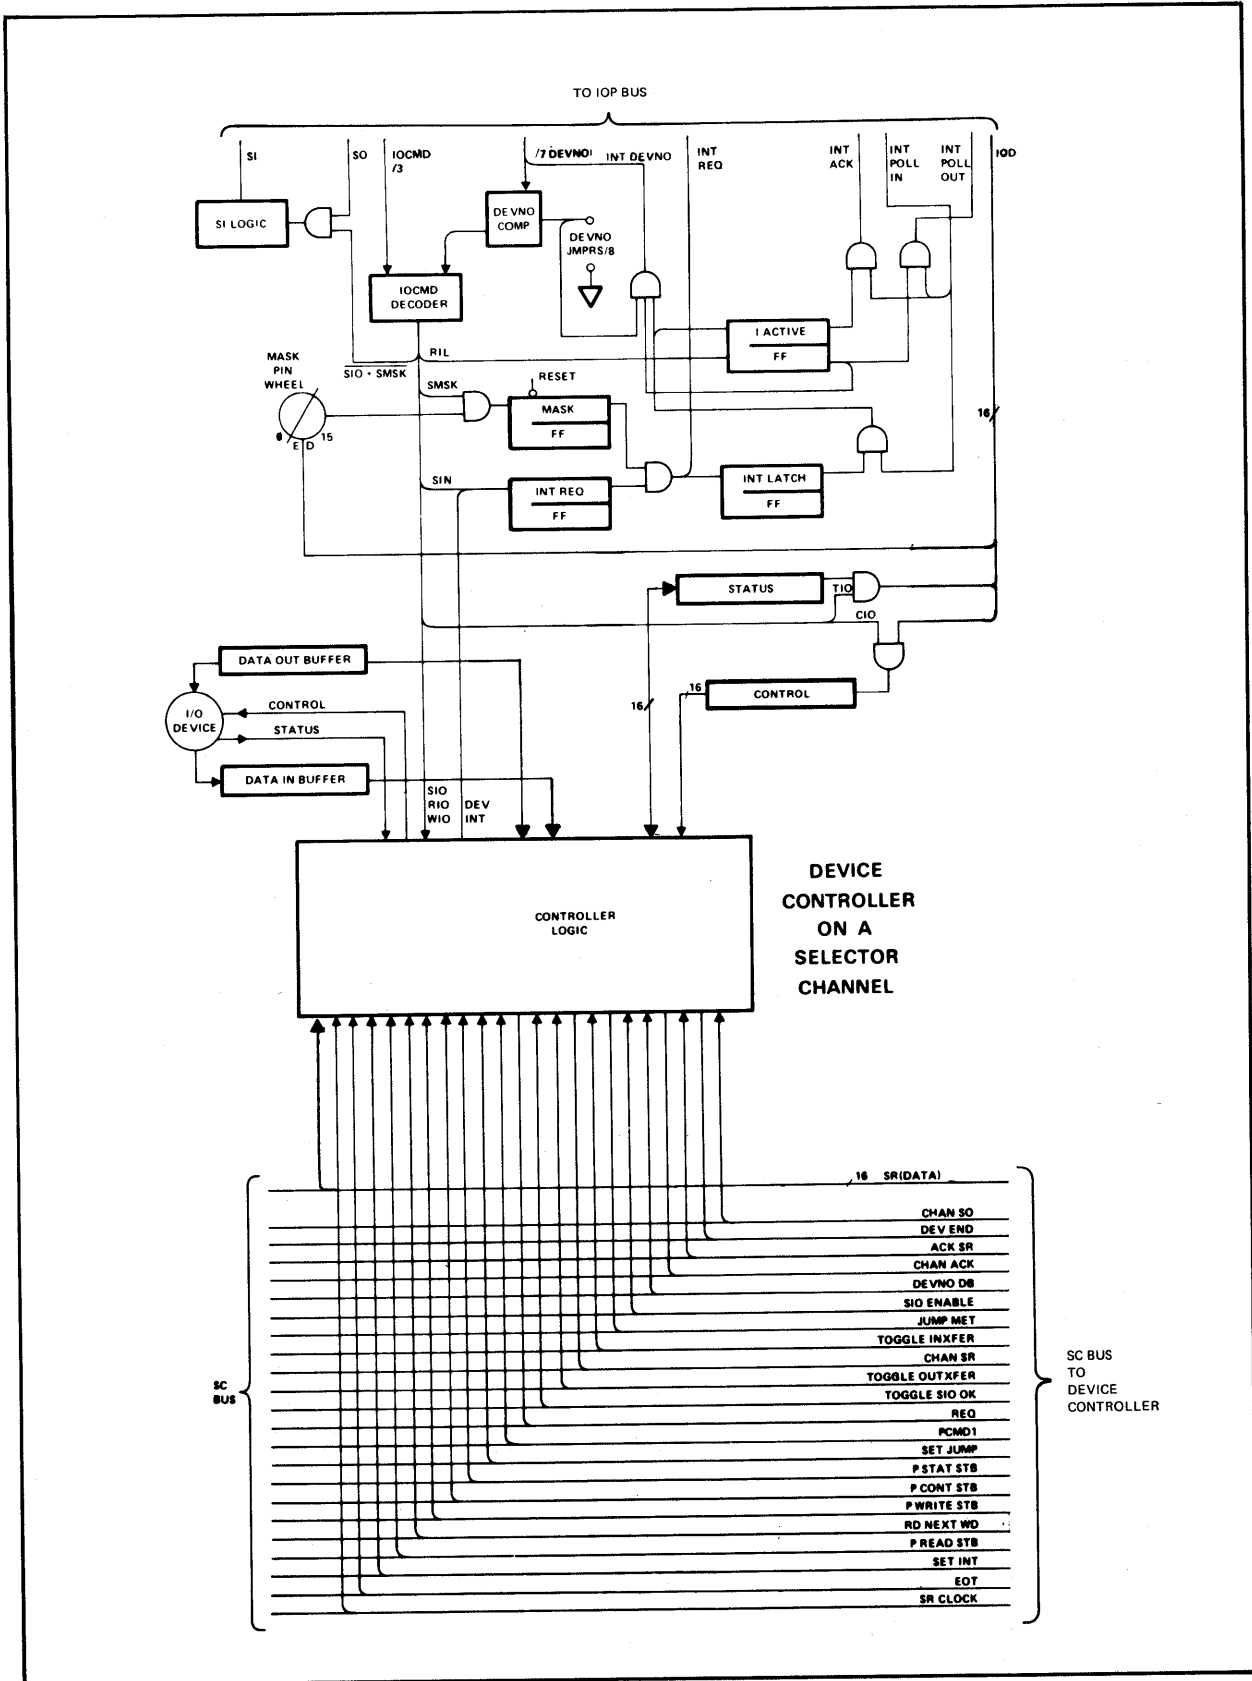 TO IOP BUS
SI
SO
IOCMD
/3
/7 DEVNO
INT DEVNO
INT
REQ
INT
ACK
INT
POLL
IN
INT
POLL
OUT
IOD
SI LOGIC
DEVNO
COMP
DEVNO
JMPRS/8
IOCMD
DECODER
I ACTIVE
FF
RIL
SIO + SMSK
MASK
PIN
WHEEL
15
E D
SMSK
RESET
MASK
FF
16
SIN
INT REQ
FF
INT LATCH
FF
STATUS
TIO
CIO
DATA OUT BUFFER
16
CONTROL
16
I/O
DEVICE
CONTROL
STATUS
DATA IN BUFFER
SIO
RIO
WIO
DEV
INT
CONTROLLER
LOGIC
DEVICE
CONTROLLER
ON A
SELECTOR
CHANNEL
16 SR(DATA)
CHAN SO
DEV END
ACK SR
CHAN ACK
DEVNO DB
SIO ENABLE
JUMP MET
TOGGLE INXFER
CHAN SR
TOGGLE OUTXFER
TOGGLE SIO OK
REQ
PCMD1
SET JUMP
P STAT STB
P CONT STB
P WRITE STB
RD NEXT WD
P READ STB
SET INT
EOT
SR CLOCK
SC
BUS
SC BUS
TO
DEVICE
CONTROLLER